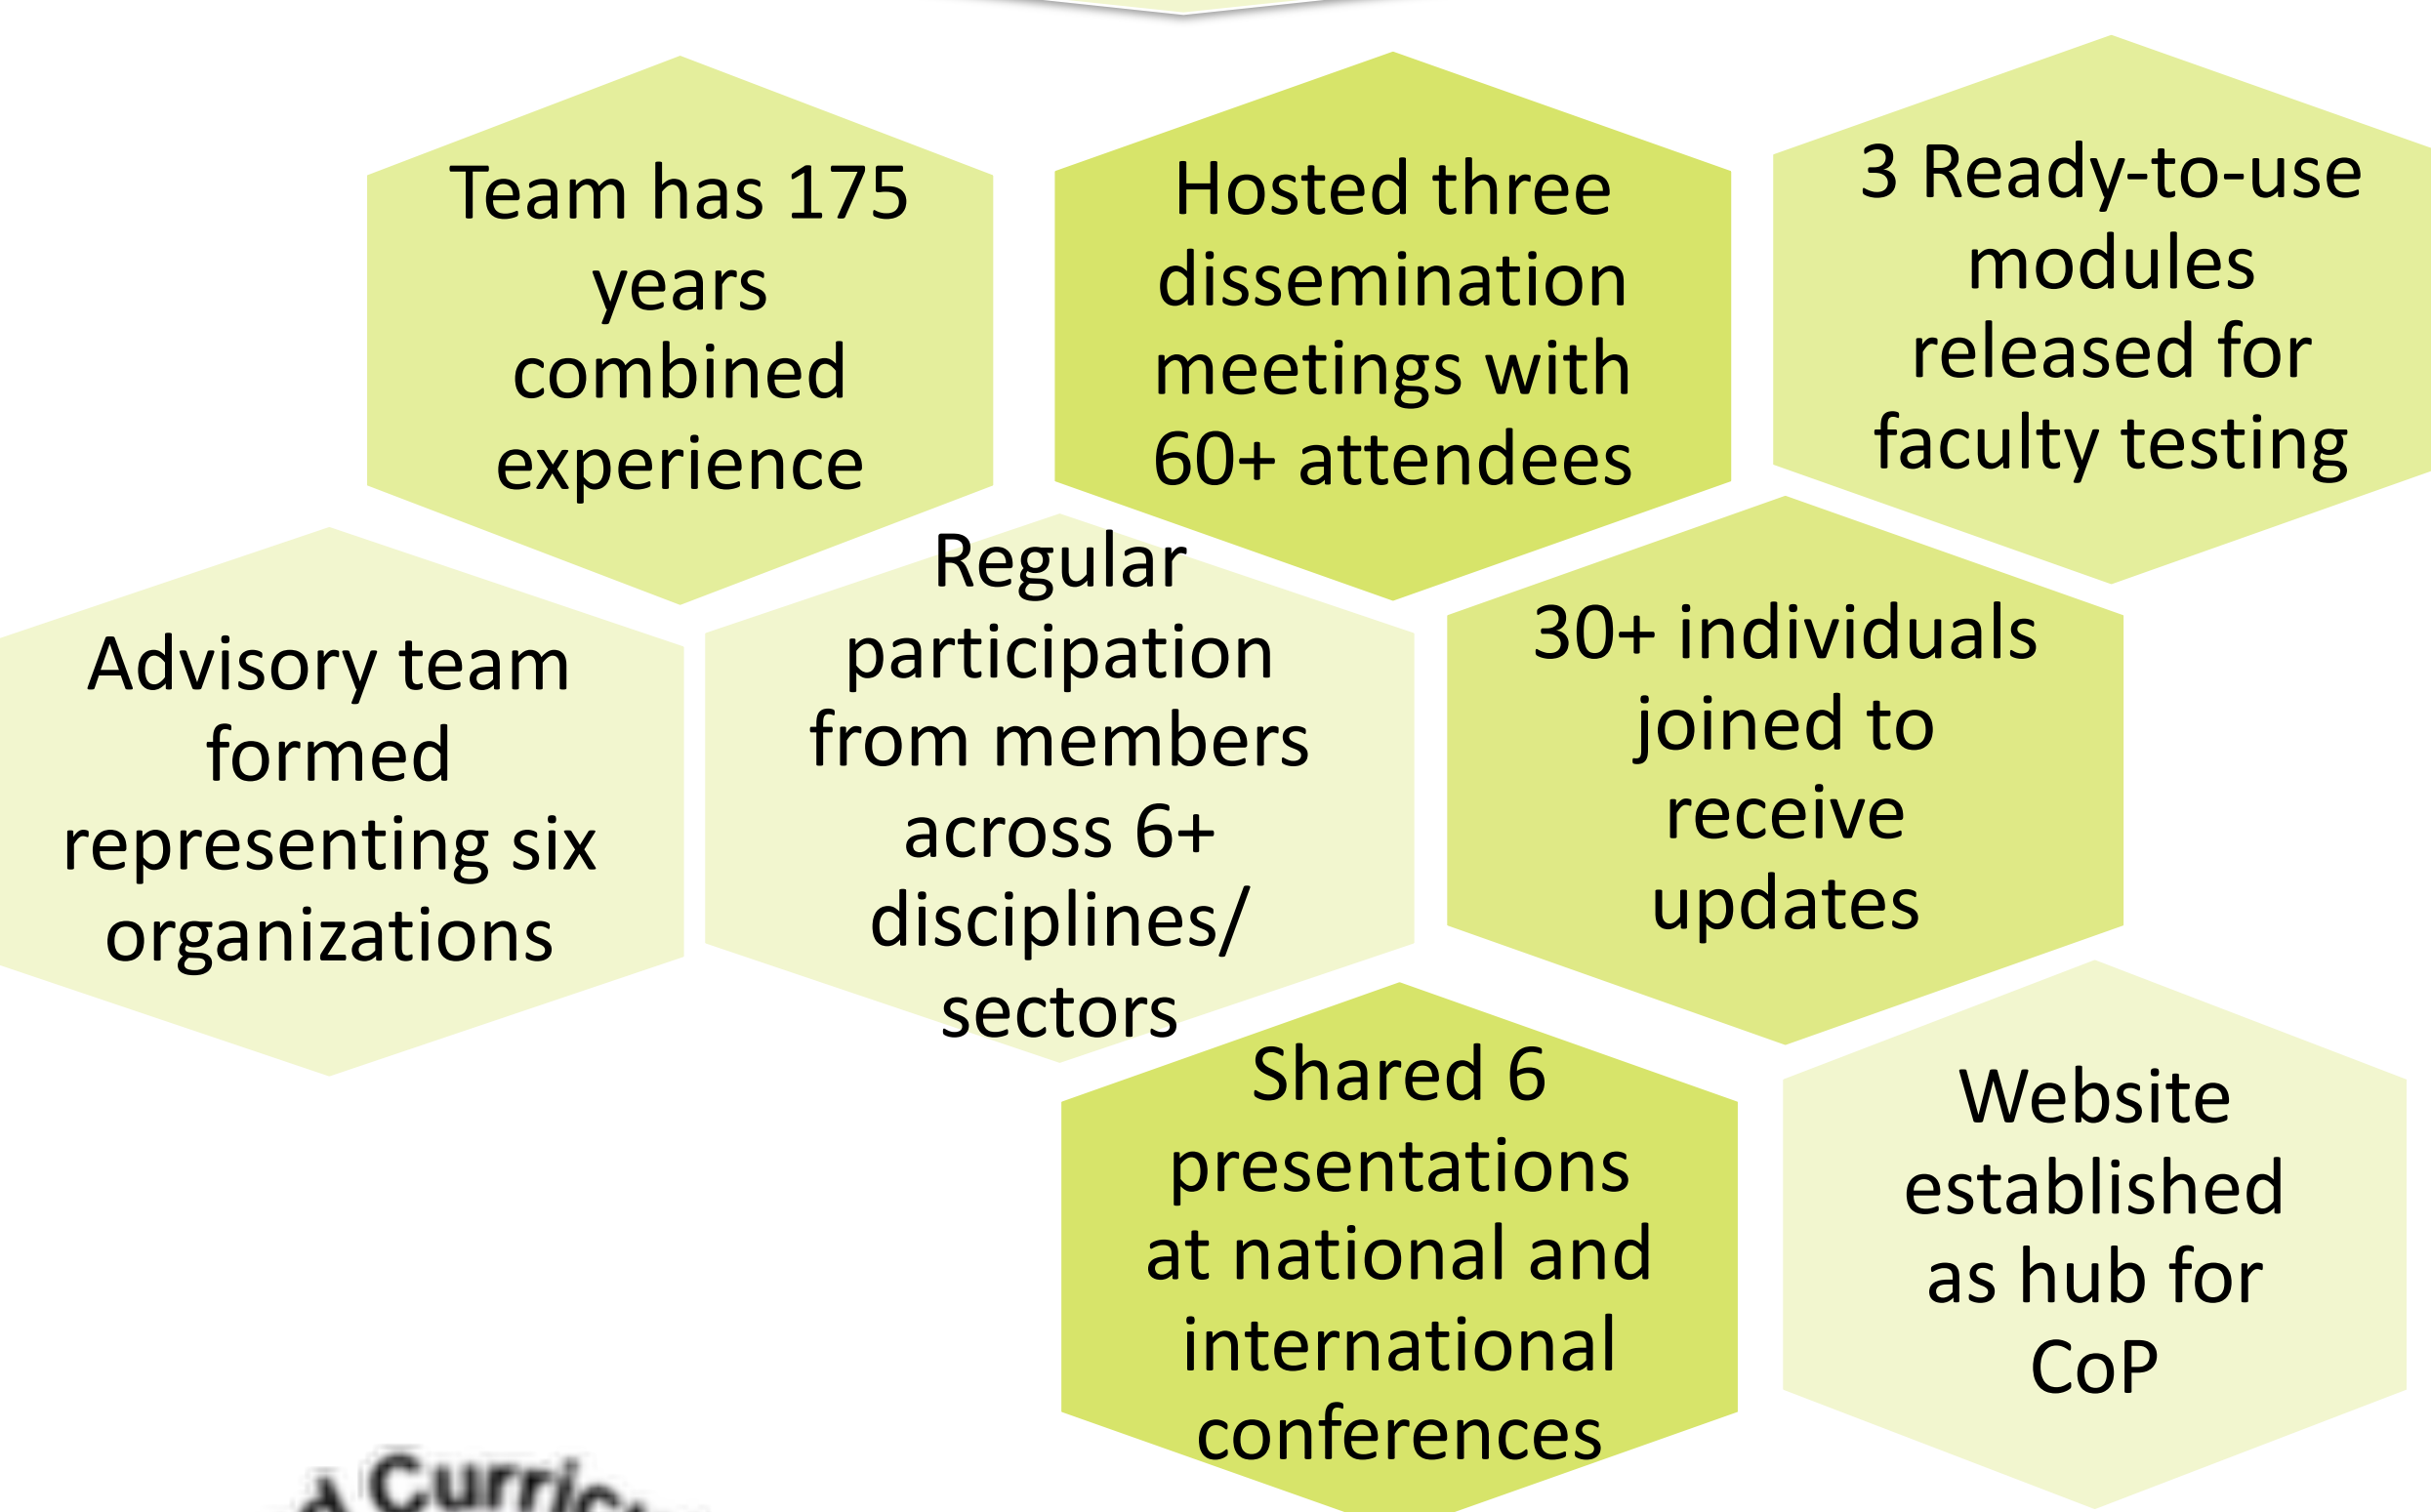 Team has 175
years
combined
experience
Hosted three
dissemination
meetings with
60+ attendees
3 Ready-to-use
modules
released for
faculty testing
Advisory team
formed
representing six
organizations
Regular
participation
from members
across 6+
disciplines/
sectors
30+ individuals
joined to
receive
updates
Shared 6
presentations
at national and
international
conferences
Website
established
as hub for
CoP